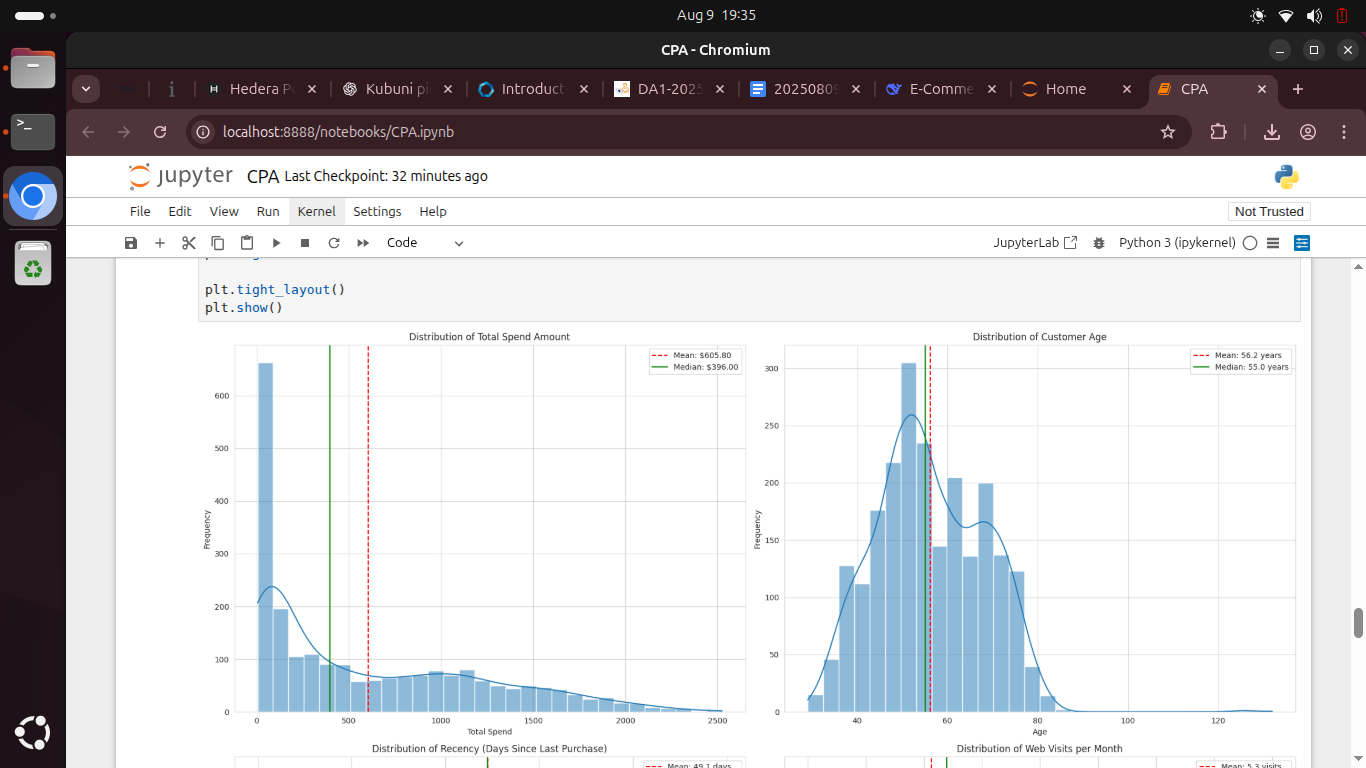 Aug 9 19:35
CPA - Chromium
Hedera Po
Kubuni pi
Introducti
DA1-2025
20250809
E-Comme
Home
CPA
localhost:8888/notebooks/CPA.ipynb
jupyter CPA Last Checkpoint: 32 minutes ago
File Edit View Run Kernel Settings Help
Not Trusted
Code
JupyterLab
Python 3 (ipykernel)
plt.tight_layout()
plt.show()
Distribution of Total Spend Amount
Mean: $605.80
Median: $396.00
Frequency
600
500
400
300
200
100
0
0 500 1000 1500 2000 2500
Total Spend
Distribution of Customer Age
Mean: 56.2 years
Median: 55.0 years
Frequency
300
250
200
150
100
50
0
40 60 80 100 120
Age
Distribution of Recency (Days Since Last Purchase)
Mean: 49.1 days
Distribution of Web Visits per Month
Mean: 5.3 visits